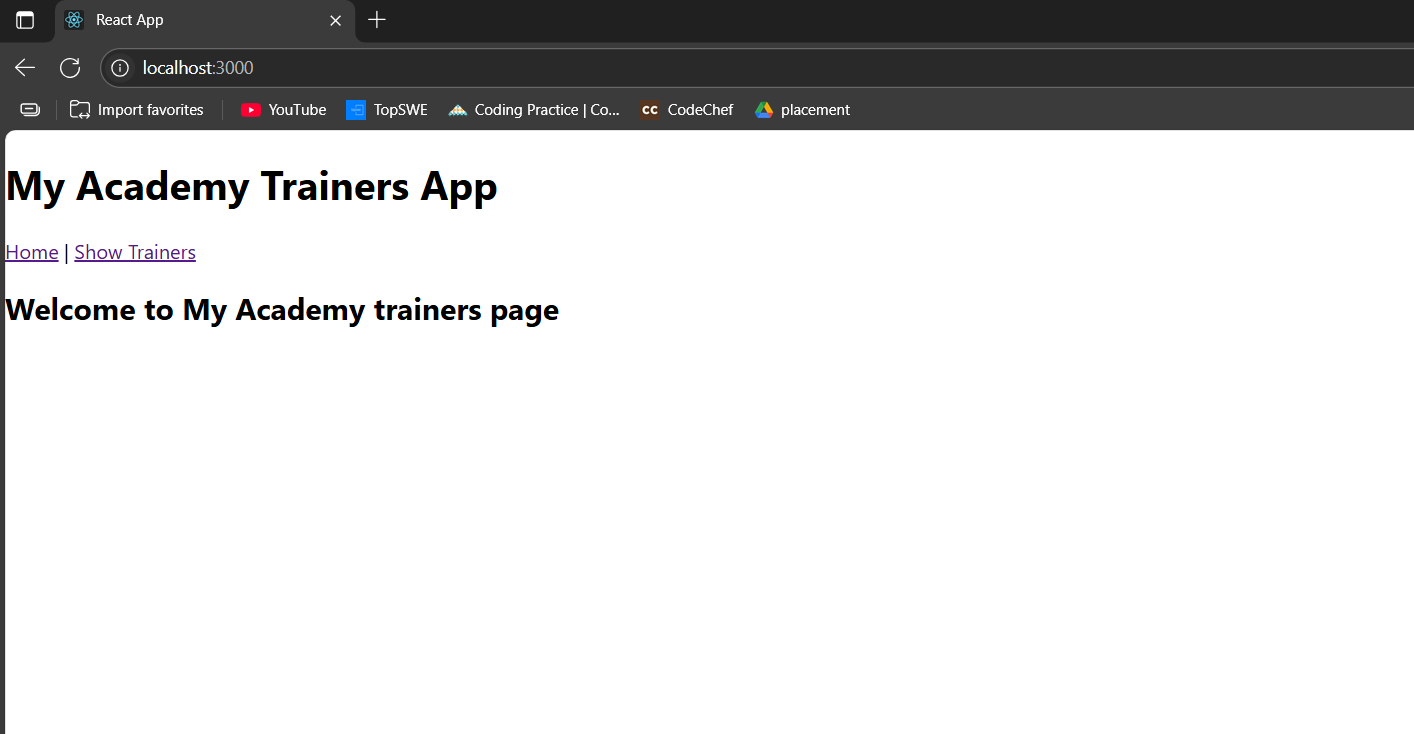 React App
localhost:3000
Import favorites YouTube TopSWE Coding Practice | Co... CC CodeChef placement
My Academy Trainers App
Home | Show Trainers
Welcome to My Academy trainers page